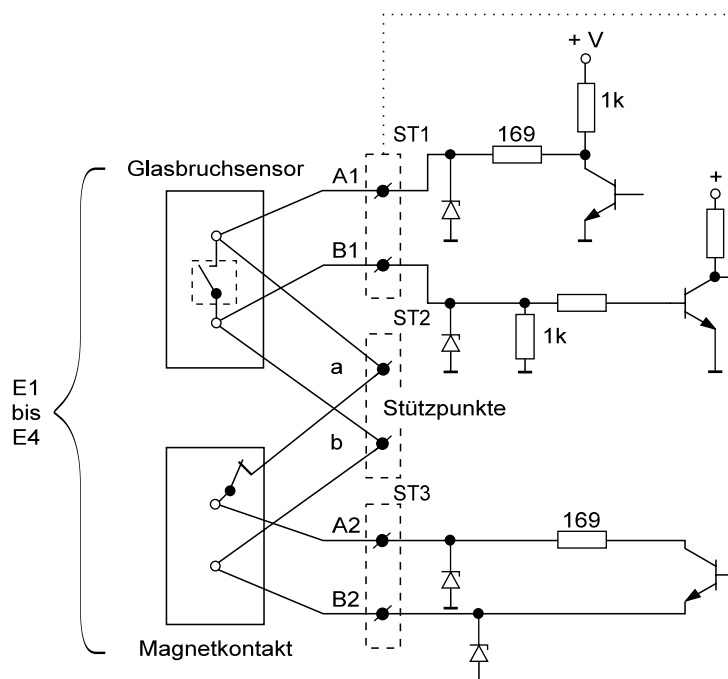 + V
1k
ST1
169
Glasbruchsensor
A1
+
B1
ST2
1k
a
E1
bis
E4
Stützpunkte
b
ST3
A2
169
B2
Magnetkontakt